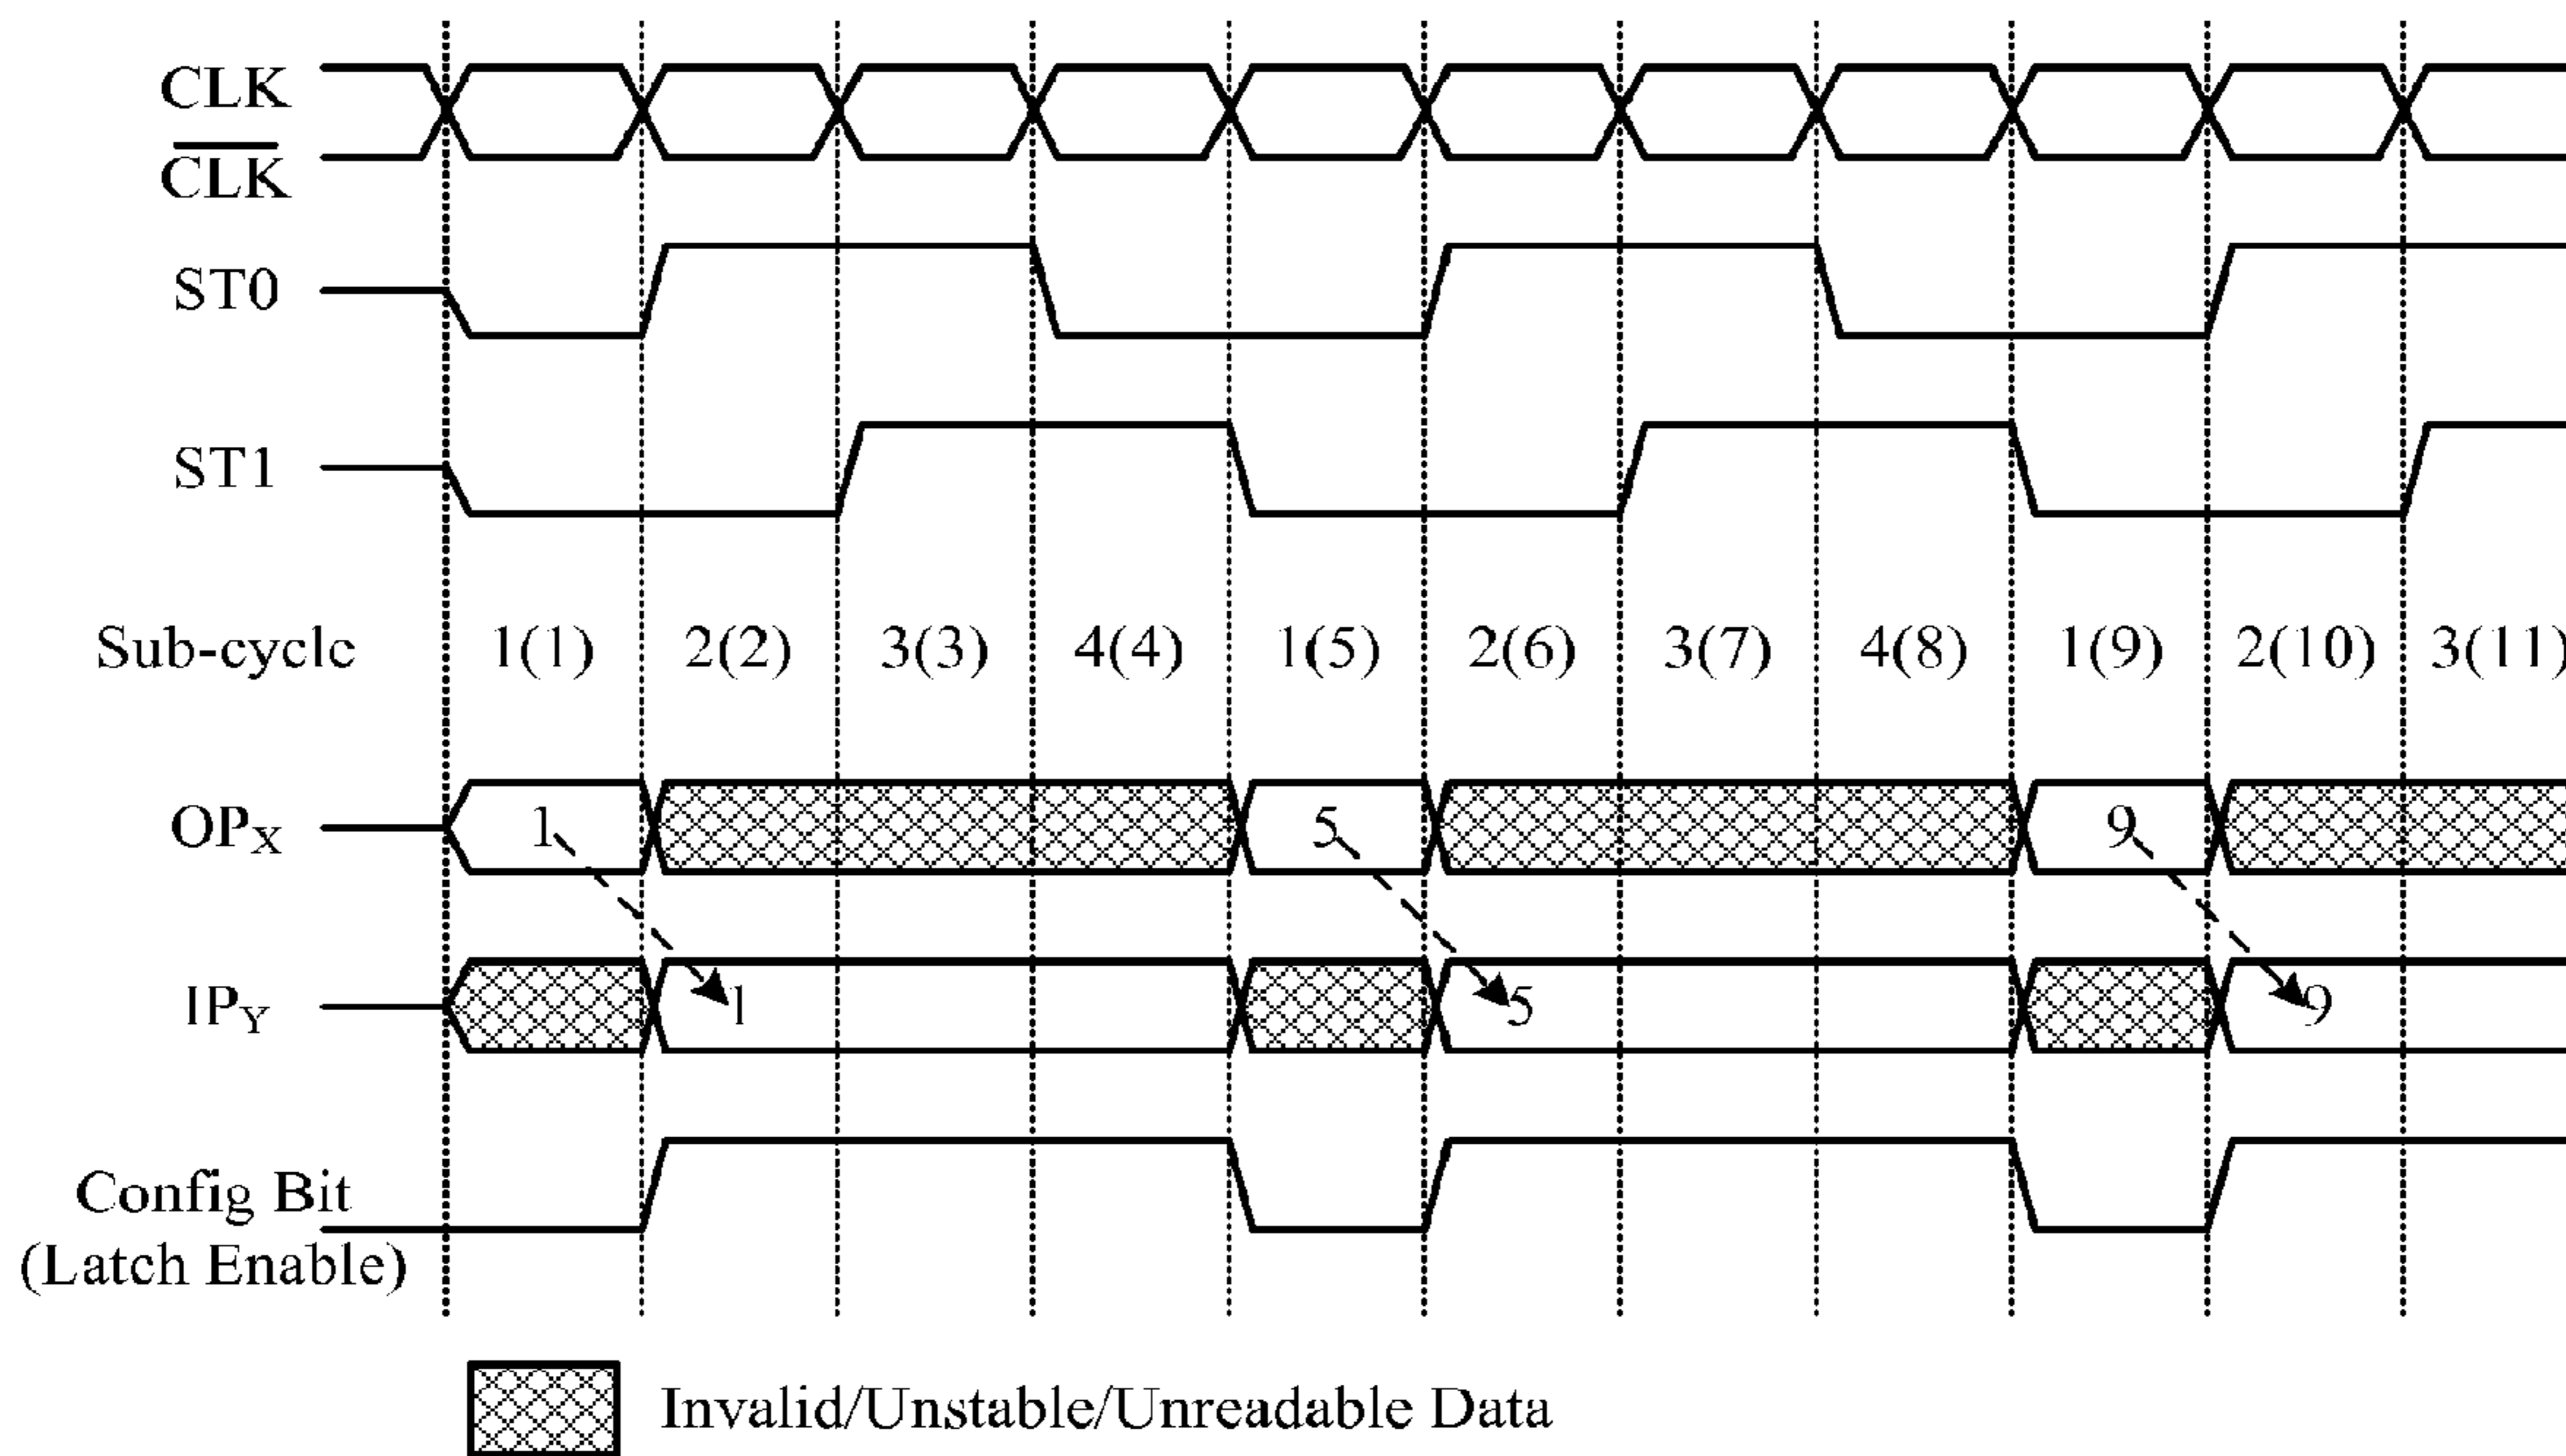 CLK
C̅L̅K̅
ST0
ST1
Sub-cycle 1(1) 2(2) 3(3) 4(4) 1(5) 2(6) 3(7) 4(8) 1(9) 2(10) 3(11)
OPX 1 5 9
IPY 1 5 9
Config Bit
(Latch Enable)
Invalid/Unstable/Unreadable Data